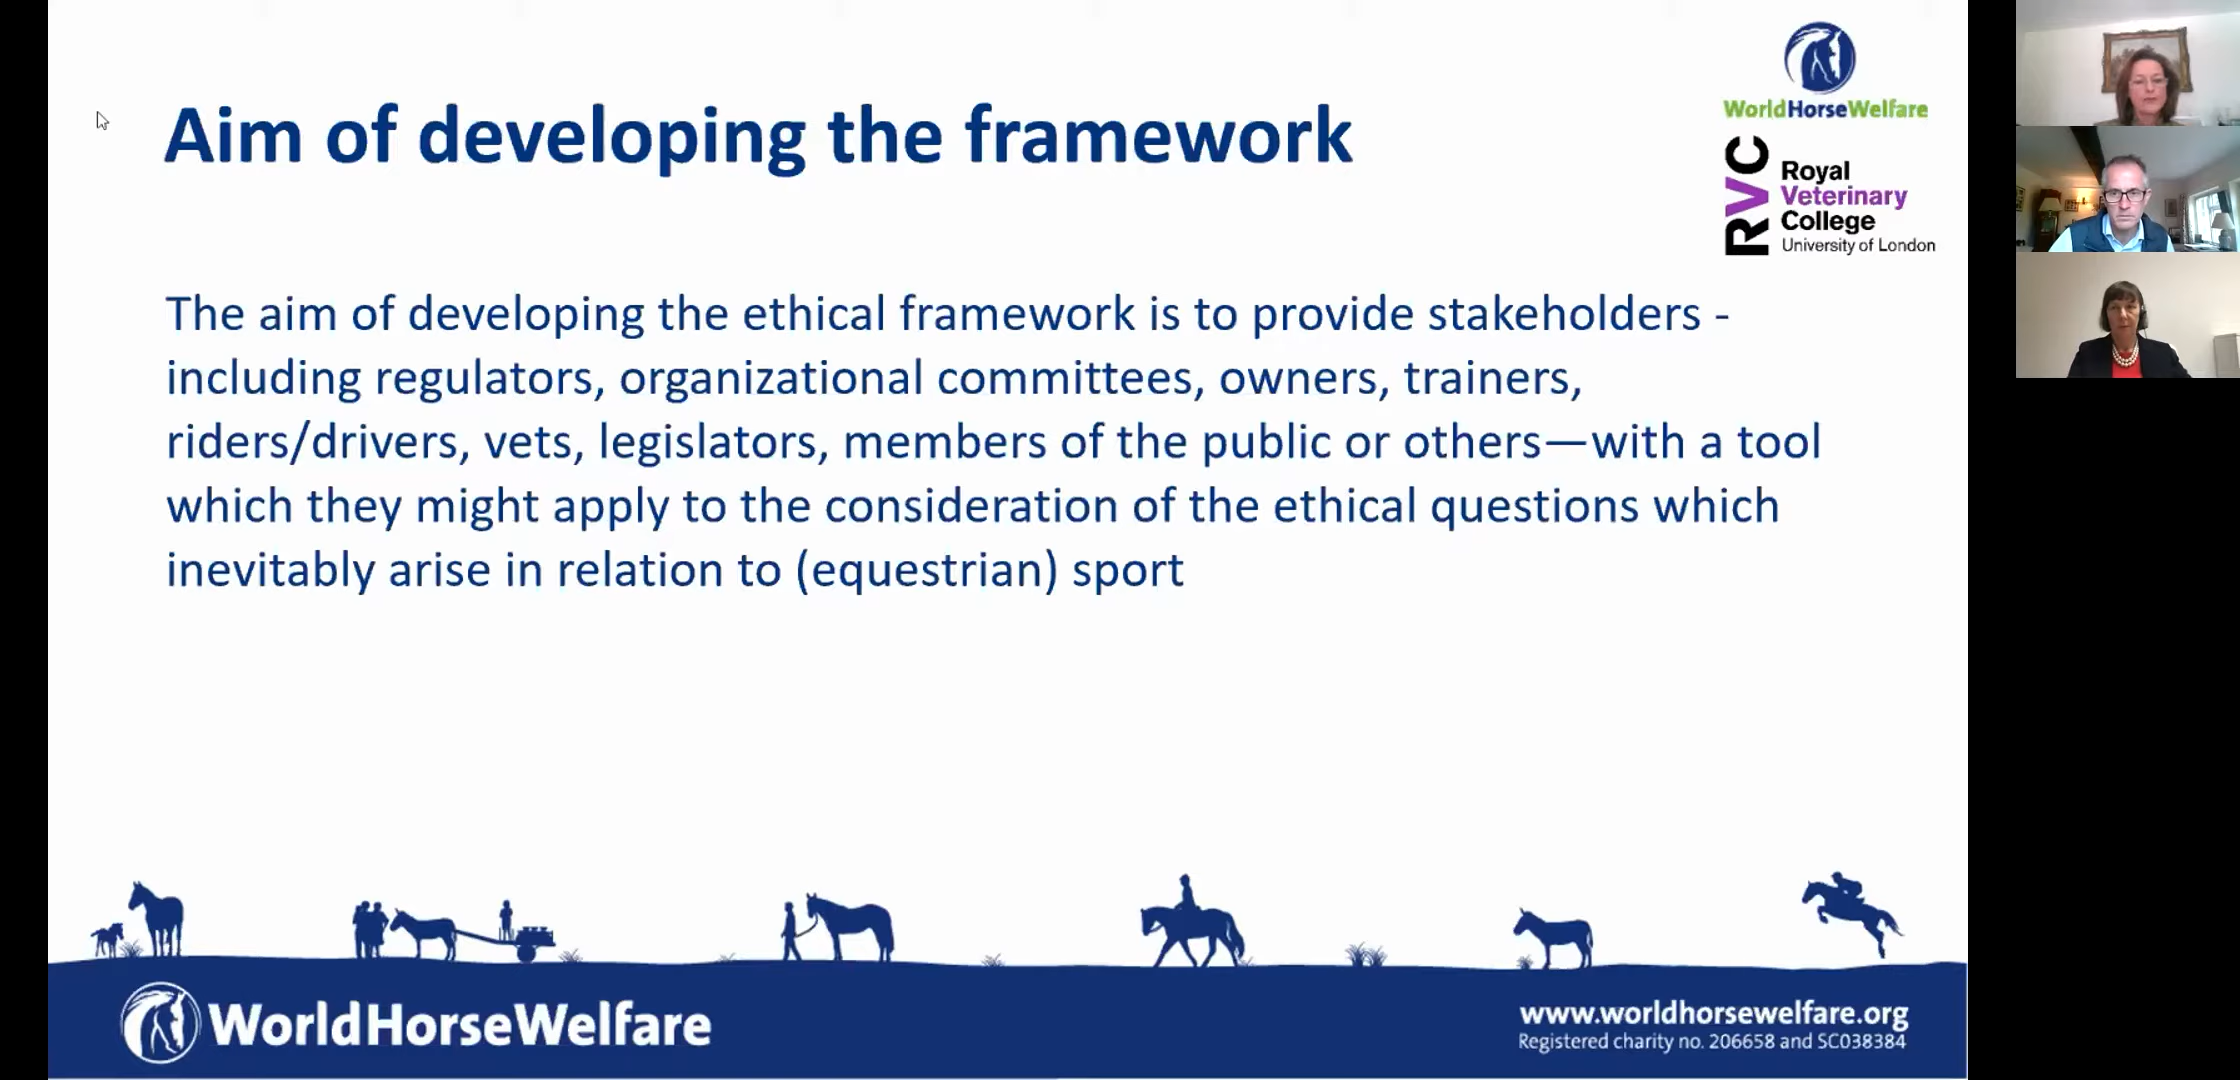 Aim of developing the framework
WorldHorseWelfare
RVC
Royal
Veterinary
College
University of London
The aim of developing the ethical framework is to provide stakeholders -
including regulators, organizational committees, owners, trainers,
riders/drivers, vets, legislators, members of the public or others—with a tool
which they might apply to the consideration of the ethical questions which
inevitably arise in relation to (equestrian) sport
WorldHorseWelfare
www.worldhorsewelfare.org
Registered charity no. 206658 and SC038384